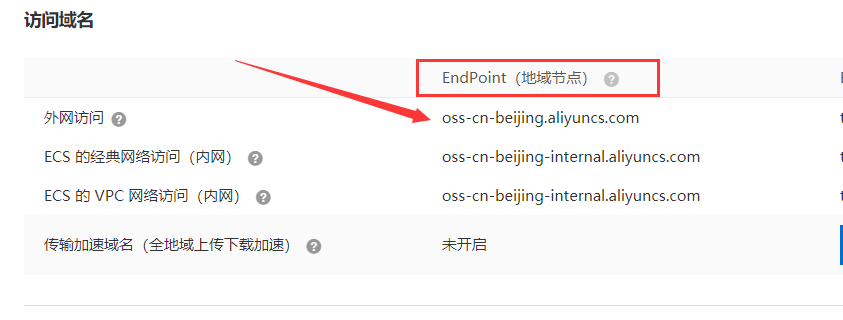 访问域名
EndPoint（地域节点） ?
外网访问 ? oss-cn-beijing.aliyuncs.com
ECS 的经典网络访问（内网） ? oss-cn-beijing-internal.aliyuncs.com
ECS 的 VPC 网络访问（内网） ? oss-cn-beijing-internal.aliyuncs.com
传输加速域名（全地域上传下载加速） ? 未开启